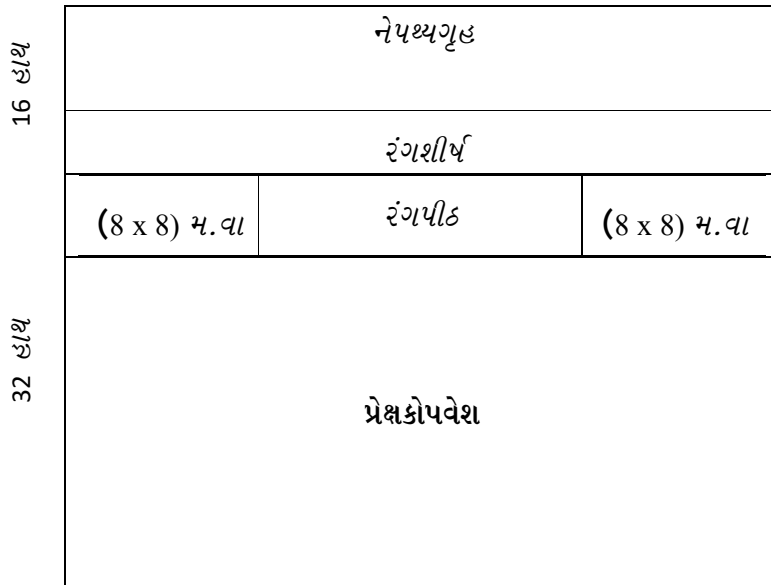 નેપથ્યગૃહ
16 હાથ
રંગશીર્ષ
(8 x 8) મ.વા
રંગપીઠ
(8 x 8) મ.વા
32 હાથ
પ્રેક્ષકોપવેશ